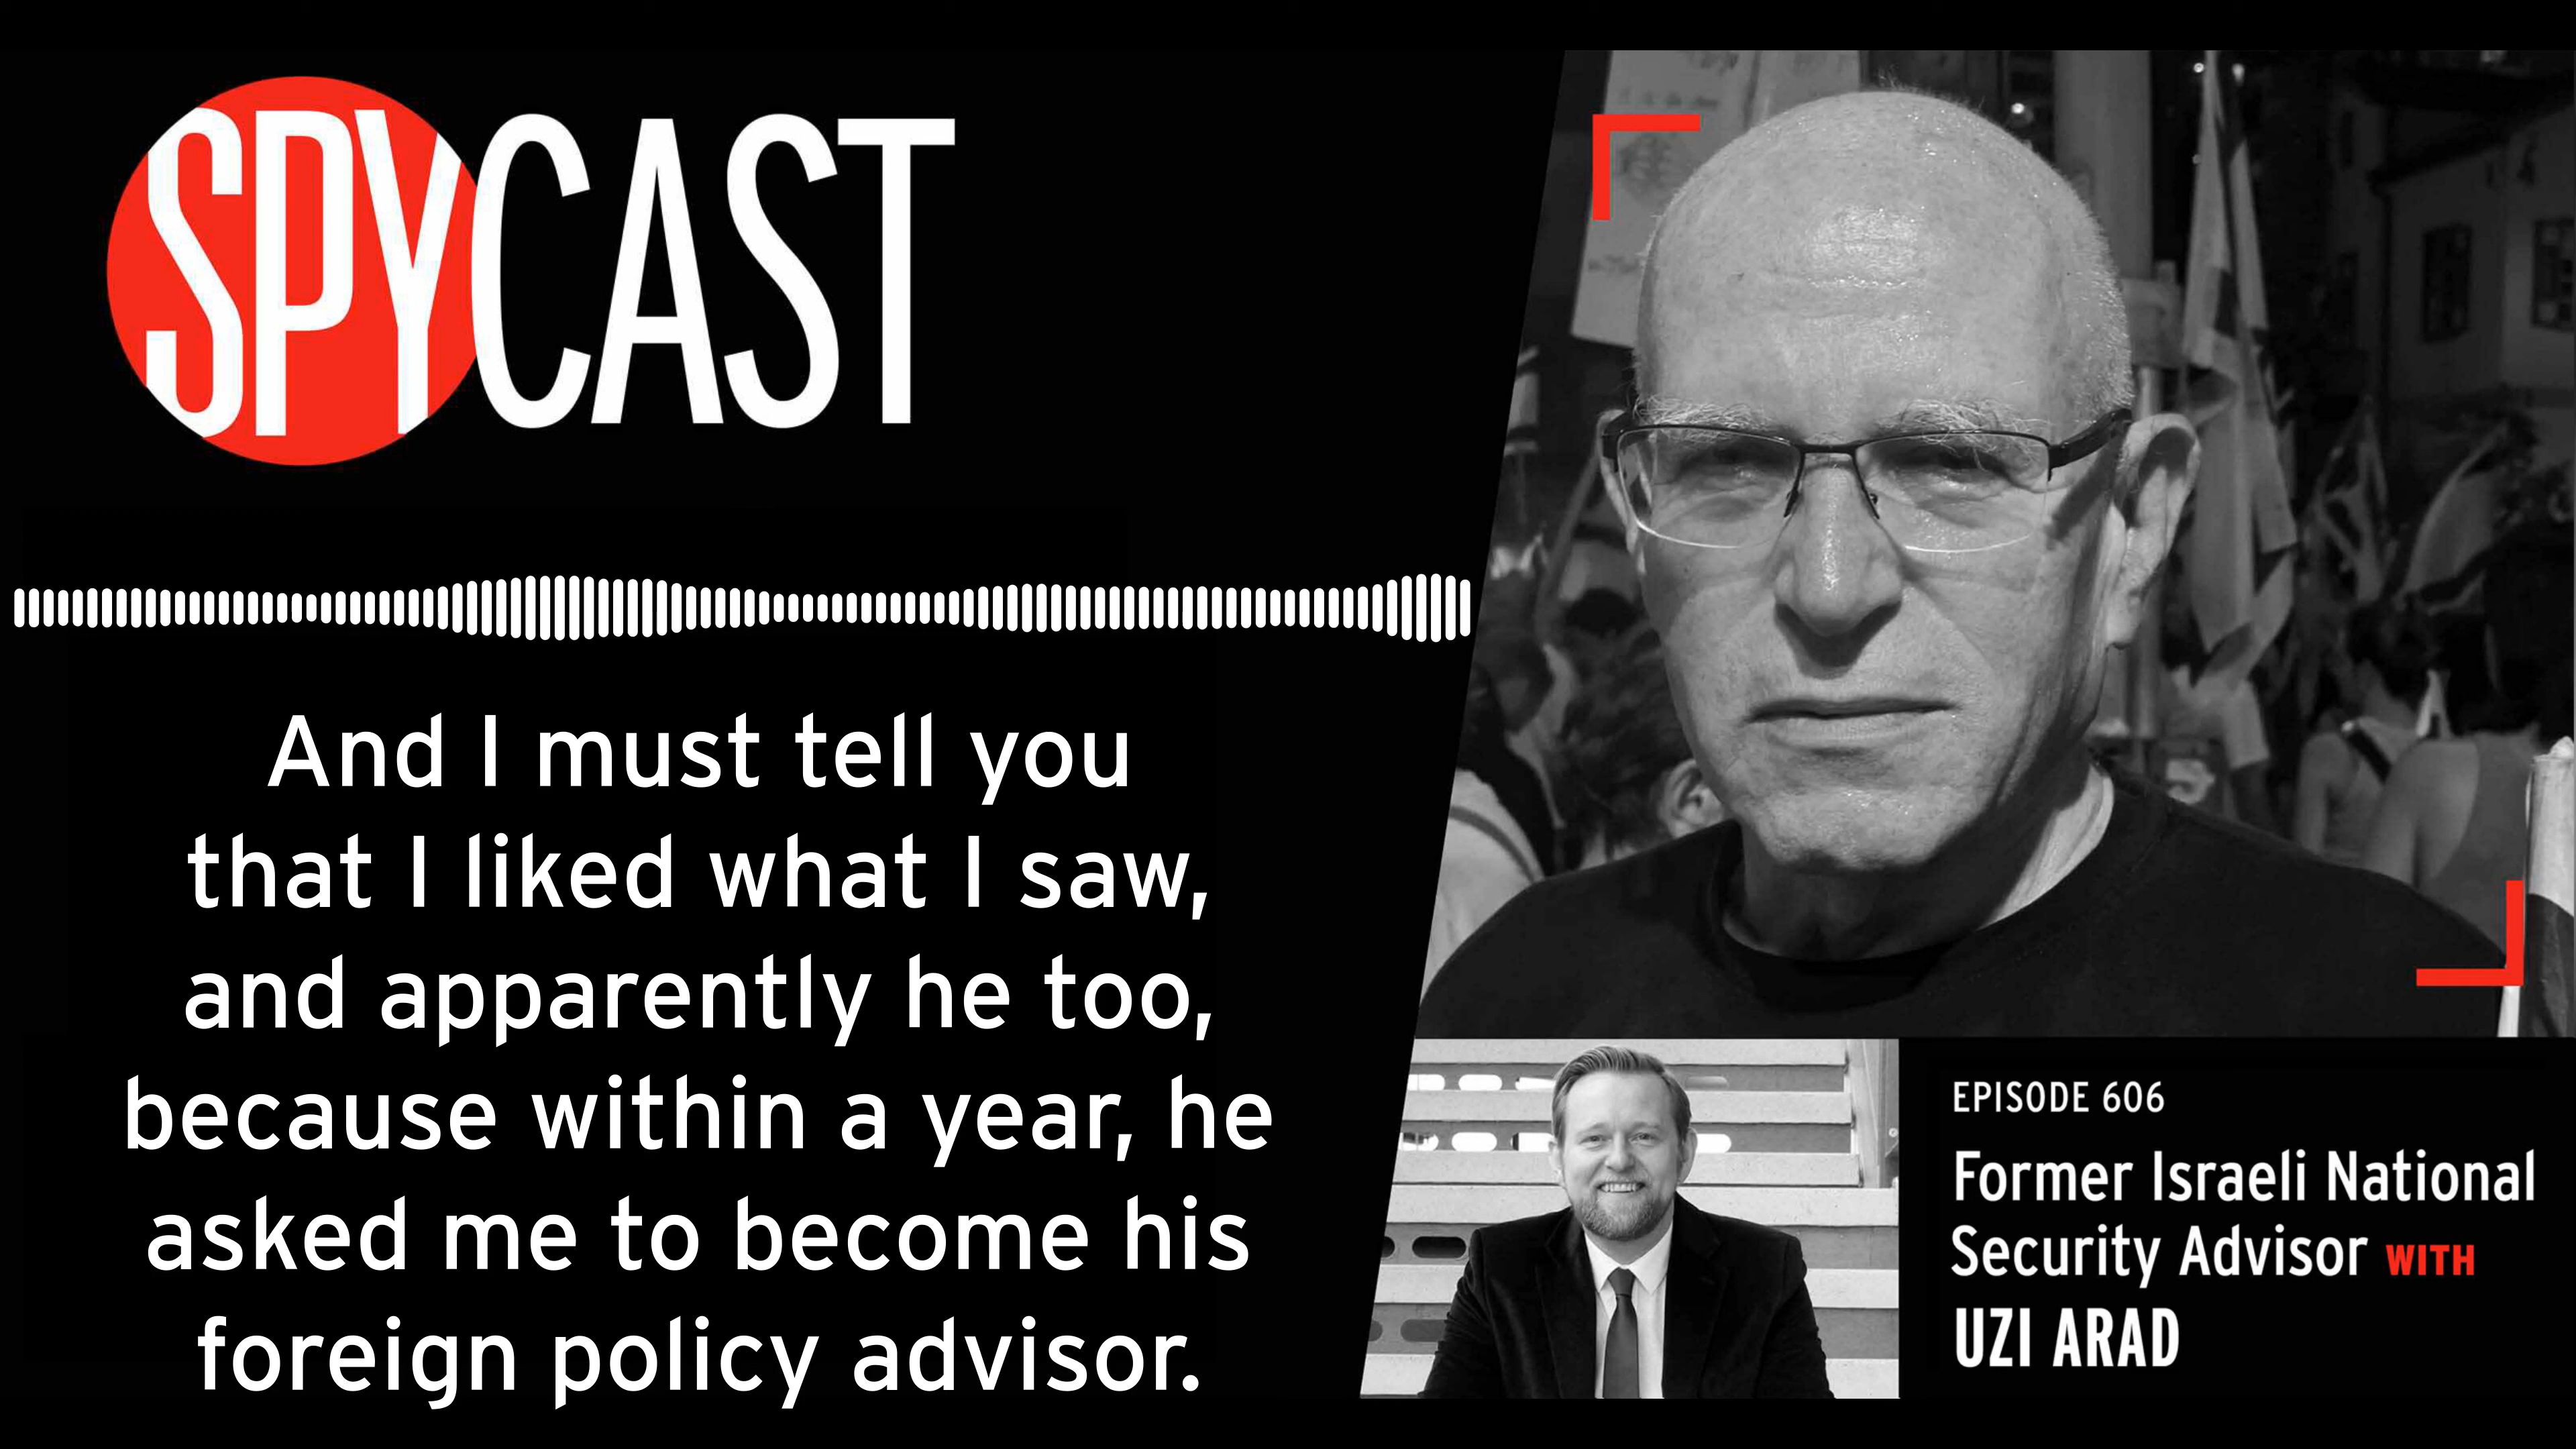 SPYCAST
And I must tell you
that I liked what I saw,
and apparently he too,
because within a year, he
asked me to become his
foreign policy advisor.
EPISODE 606
Former Israeli National
Security Advisor WITH
UZI ARAD